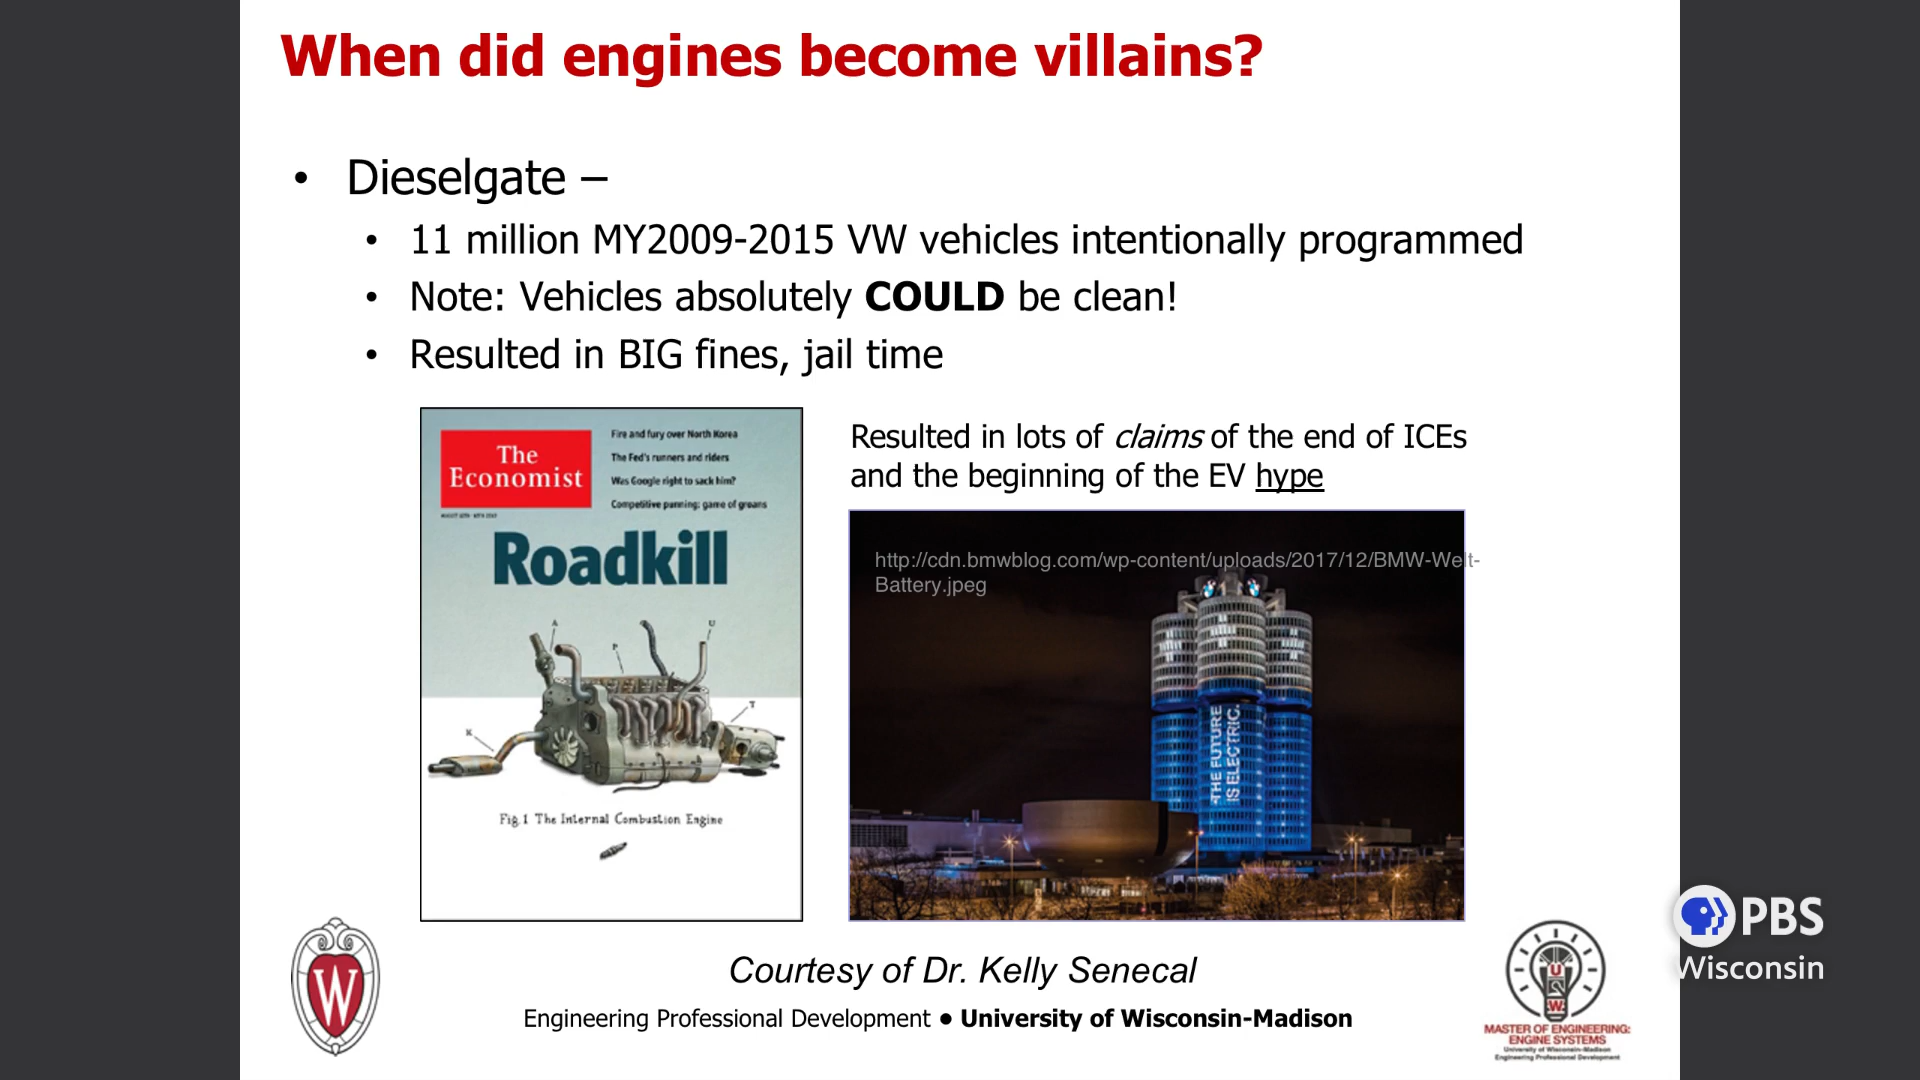 When did engines become villains?
• Dieselgate –
• 11 million MY2009-2015 VW vehicles intentionally programmed
• Note: Vehicles absolutely COULD be clean!
• Resulted in BIG fines, jail time
The
Economist
Fire and fury over North Korea
The Fed's runners and riders
Was Google right to sack him?
Competitive punning: game of groans
Roadkill
A
P
U
K
T
Fig.1 The Internal Combustion Engine
Resulted in lots of claims of the end of ICEs
and the beginning of the EV hype
http://cdn.bmwblog.com/wp-content/uploads/2017/12/BMW-Welt-
Battery.jpeg
THE FUTURE
IS ELECTRIC.
W
Courtesy of Dr. Kelly Senecal
Engineering Professional Development • University of Wisconsin-Madison
U
W
MASTER OF ENGINEERING:
ENGINE SYSTEMS
University of Wisconsin-Madison
Engineering Professional Development
PBS
Wisconsin